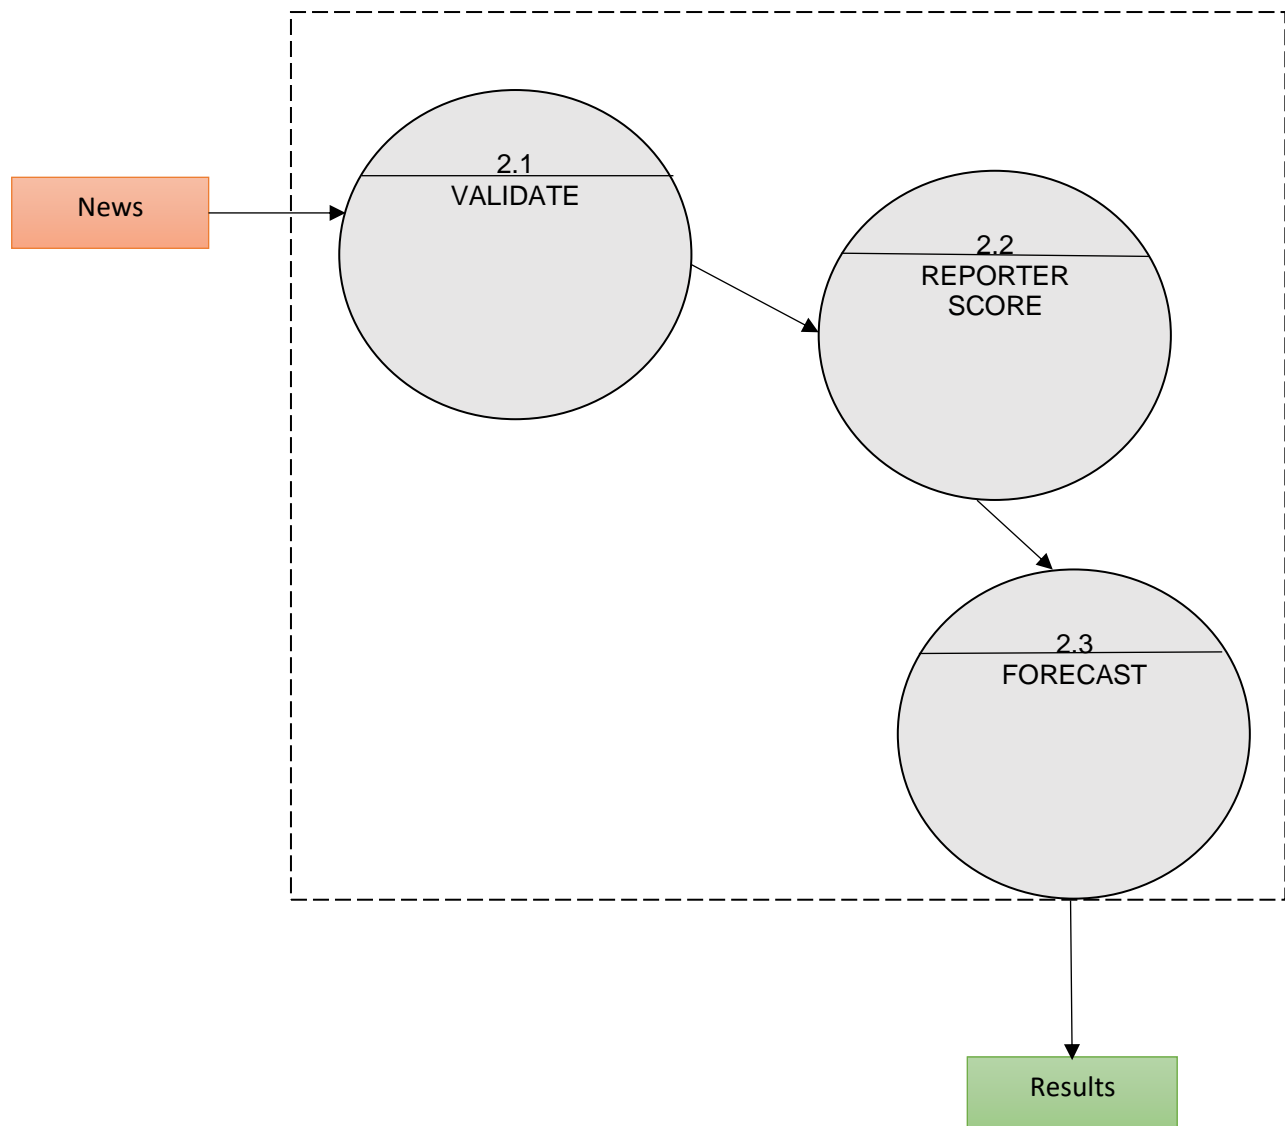 News
2.1
VALIDATE
2.2
REPORTER
SCORE
2.3
FORECAST
Results